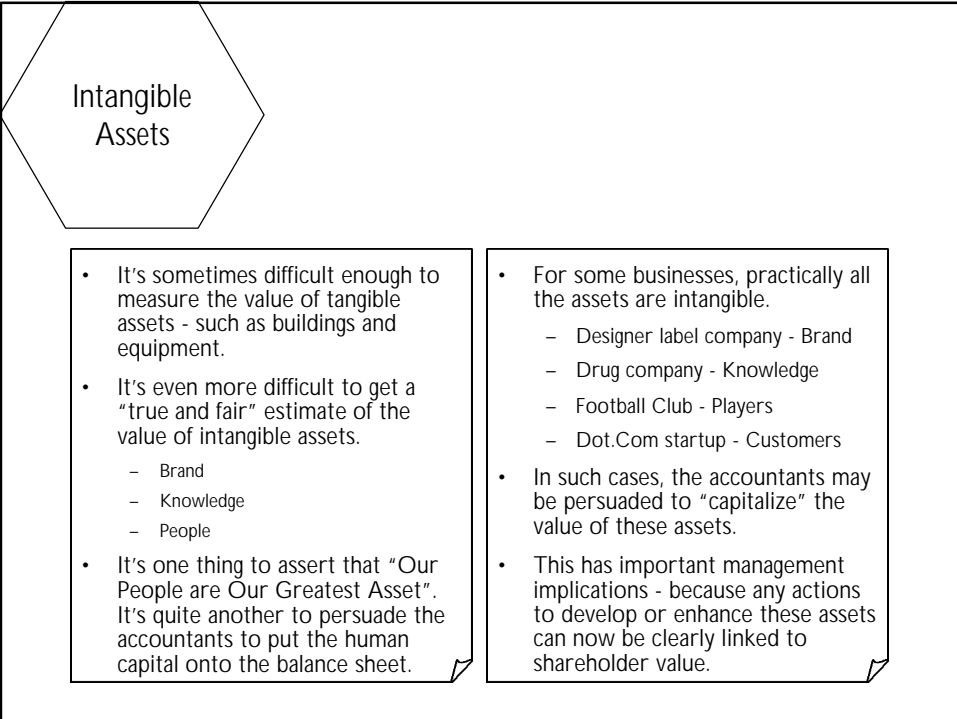 Intangible
Assets
• It's sometimes difficult enough to
measure the value of tangible
assets - such as buildings and
equipment.
• It's even more difficult to get a
“true and fair” estimate of the
value of intangible assets.
– Brand
– Knowledge
– People
• It's one thing to assert that “Our
People are Our Greatest Asset”.
It's quite another to persuade the
accountants to put the human
capital onto the balance sheet.
• For some businesses, practically all
the assets are intangible.
– Designer label company - Brand
– Drug company - Knowledge
– Football Club - Players
– Dot.Com startup - Customers
• In such cases, the accountants may
be persuaded to “capitalize” the
value of these assets.
• This has important management
implications - because any actions
to develop or enhance these assets
can now be clearly linked to
shareholder value.